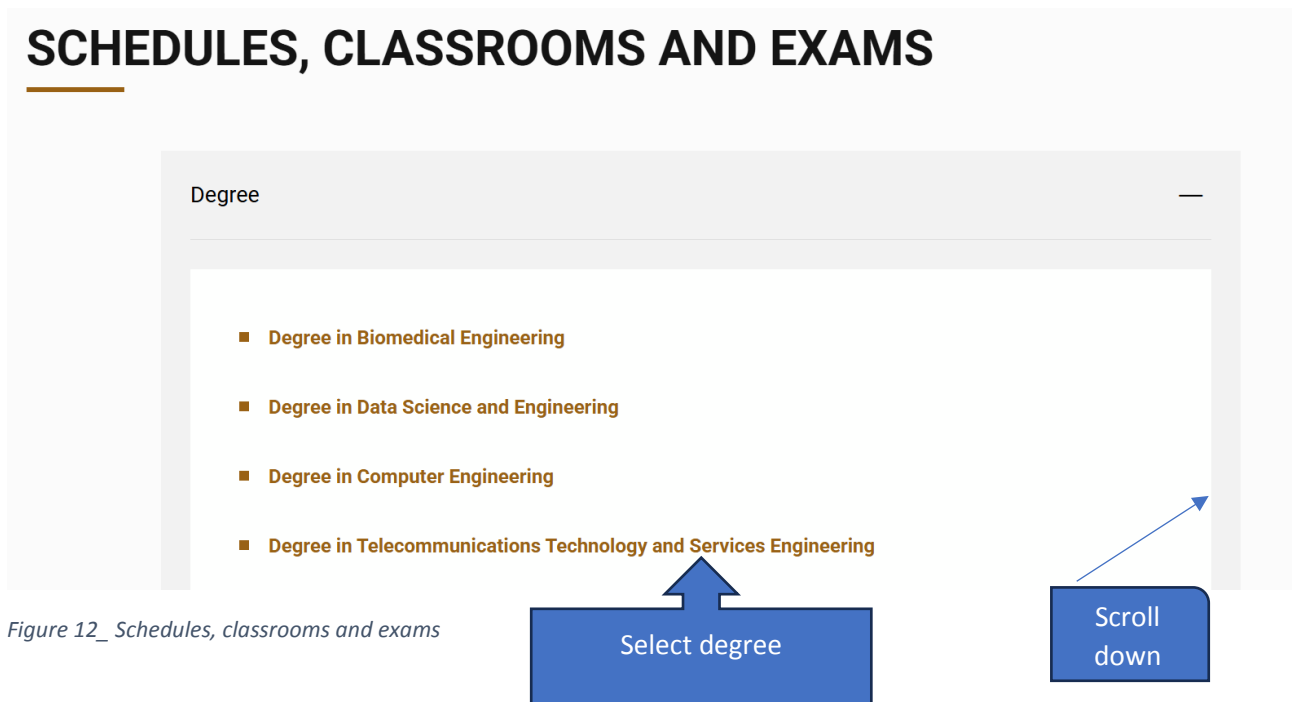 SCHEDULES, CLASSROOMS AND EXAMS
Degree
Degree in Biomedical Engineering
Degree in Data Science and Engineering
Degree in Computer Engineering
Degree in Telecommunications Technology and Services Engineering
Figure 12_ Schedules, classrooms and exams
Select degree
Scroll
down